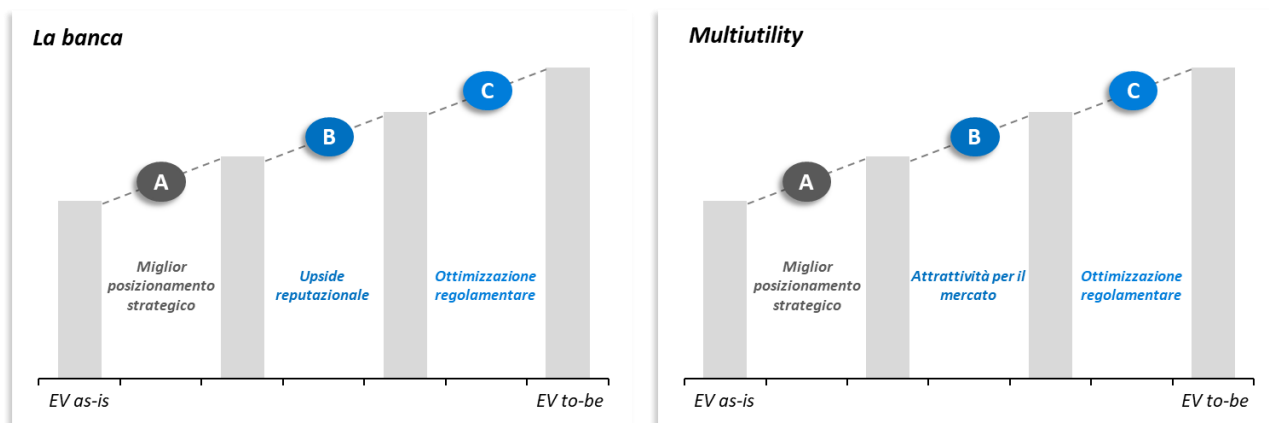 La banca
A
B
C
Miglior
posizionamento
strategico
Upside
reputazionale
Ottimizzazione
regolamentare
EV as-is
EV to-be
Multiutility
A
B
C
Miglior
posizionamento
strategico
Attrattività per il
mercato
Ottimizzazione
regolamentare
EV as-is
EV to-be